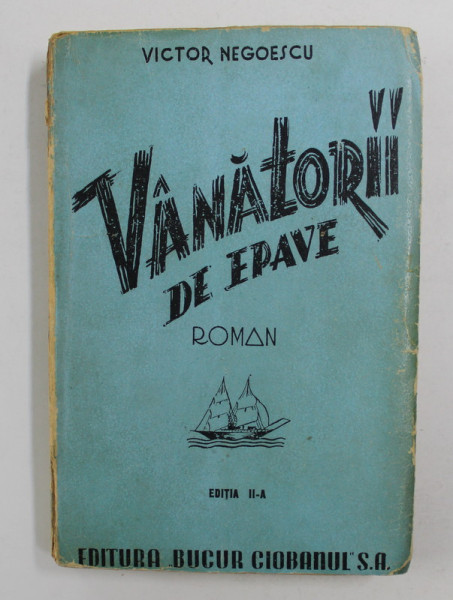 VICTOR NEGOESCU
VÂNĂTORII
DE EPAVE
ROMAN
EDIȚIA II-A
EDITURA „BUCUR CIOBANUL" S.A.